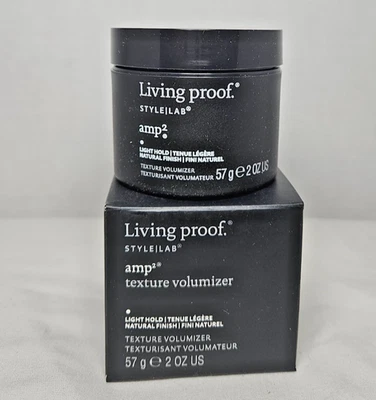 Living proof.®
STYLE|LAB®
amp²®
LIGHT HOLD | TENUE LÉGÈRE
NATURAL FINISH | FINI NATUREL
TEXTURE VOLUMIZER
TEXTURISANT VOLUMATEUR 57 g ℮ 2 OZ US
Living proof.®
STYLE|LAB®
amp²®
texture volumizer
LIGHT HOLD | TENUE LÉGÈRE
NATURAL FINISH | FINI NATUREL
TEXTURE VOLUMIZER
TEXTURISANT VOLUMATEUR
57 g ℮ 2 OZ US